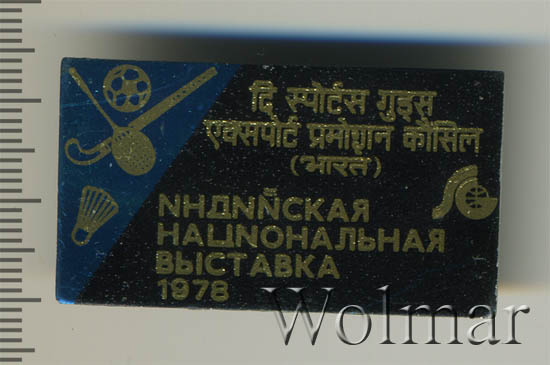 दि स्पोर्टस गुड्स
एक्सपोर्ट प्रमोशन कौंसिल
(भारत)
ИНДИЙСКАЯ
НАЦИОНАЛЬНАЯ
ВЫСТАВКА
1978
Wolmar